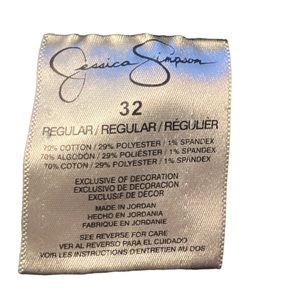 Jessica Simpson
32
REGULAR / REGULAR / RÉGULIER
70% COTTON / 29% POLYESTER / 1% SPANDEX
70% ALGODÓN / 29% POLIÉSTER / 1% SPANDEX
70% COTON / 29% POLYESTER / 1% SPANDEX
EXCLUSIVE OF DECORATION
EXCLUSIVO DE DECORACIÓN
EXCLUSIF DE DÉCOR
MADE IN JORDAN
HECHO EN JORDANIA
FABRIQUE EN JORDANIE
SEE REVERSE FOR CARE
VER AL REVERSO PARA EL CUIDADO
VOIR LES INSTRUCTIONS D'ENTRETIEN AU DOS